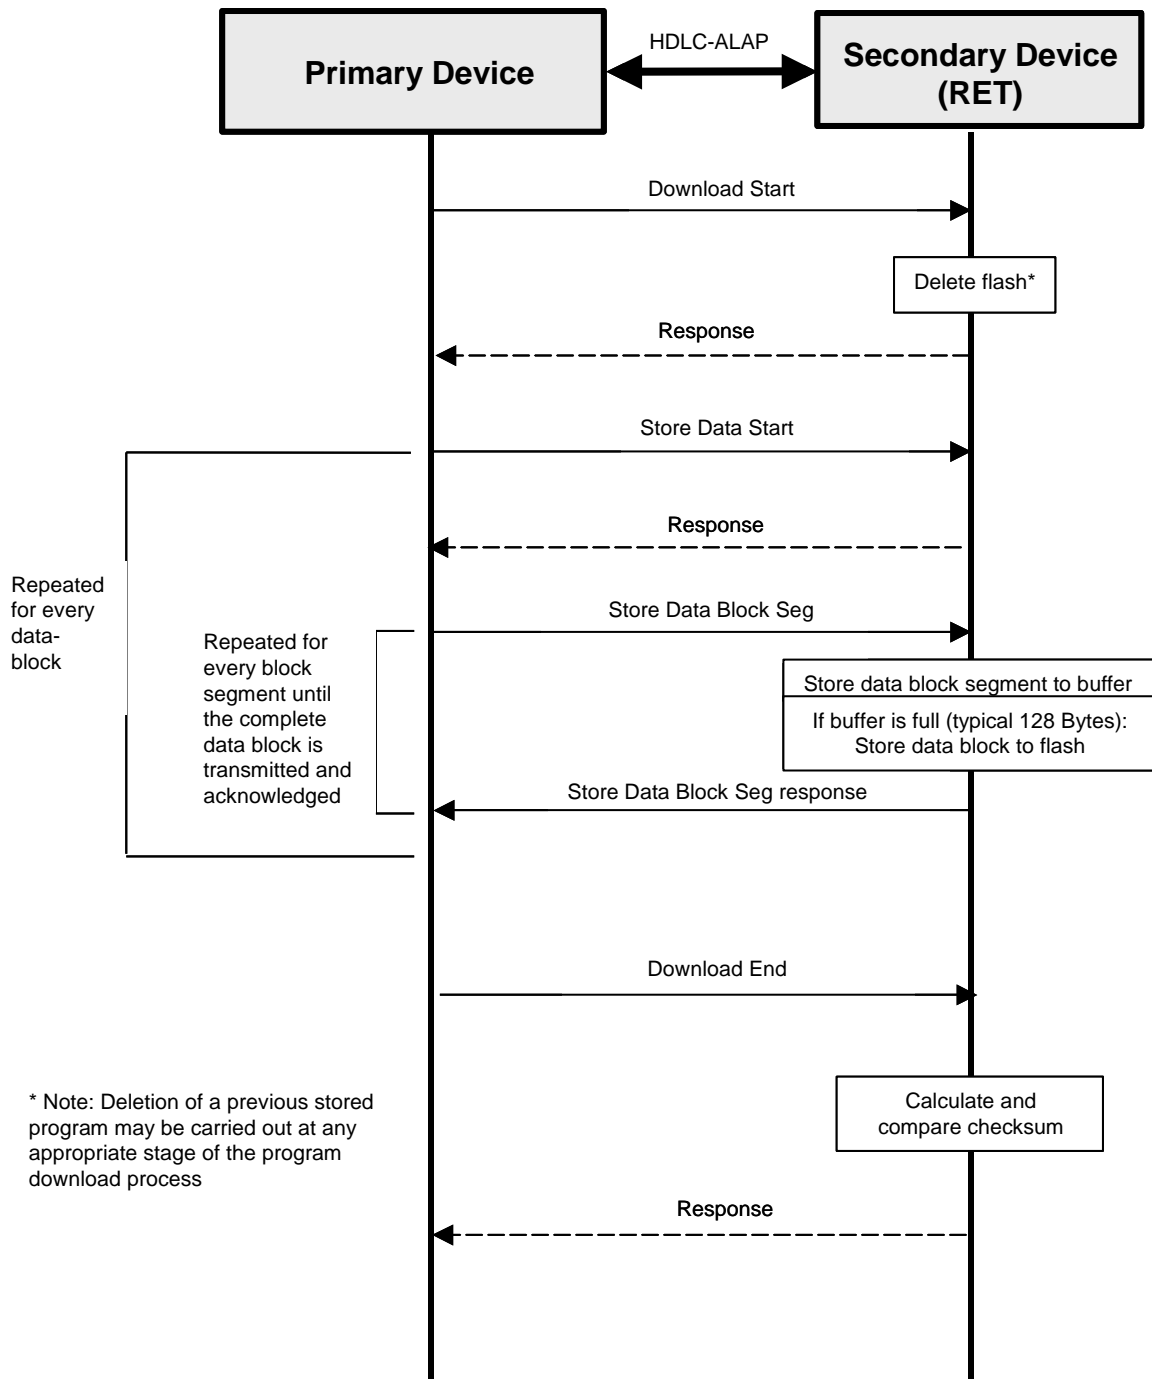 HDLC-ALAP
Primary Device
Secondary Device
(RET)
Download Start
Delete flash*
Response
Store Data Start
Response
Repeated
for every
data-
block
Store Data Block Seg
Repeated for
every block
segment until
the complete
data block is
transmitted and
acknowledged
Store data block segment to buffer
If buffer is full (typical 128 Bytes):
Store data block to flash
Store Data Block Seg response
Download End
* Note: Deletion of a previous stored
program may be carried out at any
appropriate stage of the program
download process
Calculate and
compare checksum
Response